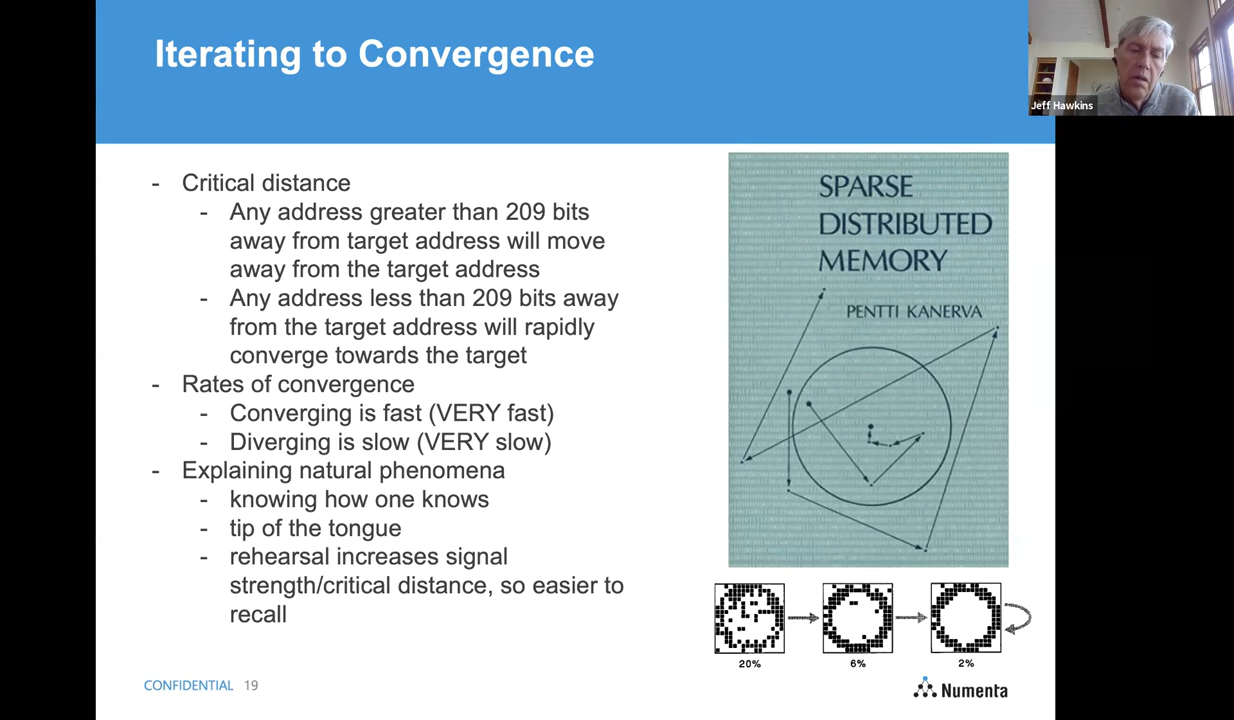 Iterating to Convergence
Jeff Hawkins
- Critical distance
- Any address greater than 209 bits
away from target address will move
away from the target address
- Any address less than 209 bits away
from the target address will rapidly
converge towards the target
- Rates of convergence
- Converging is fast (VERY fast)
- Diverging is slow (VERY slow)
- Explaining natural phenomena
- knowing how one knows
- tip of the tongue
- rehearsal increases signal
strength/critical distance, so easier to
recall
SPARSE
DISTRIBUTED
MEMORY
PENTTI KANERVA
20%
6%
2%
CONFIDENTIAL 19
Numenta